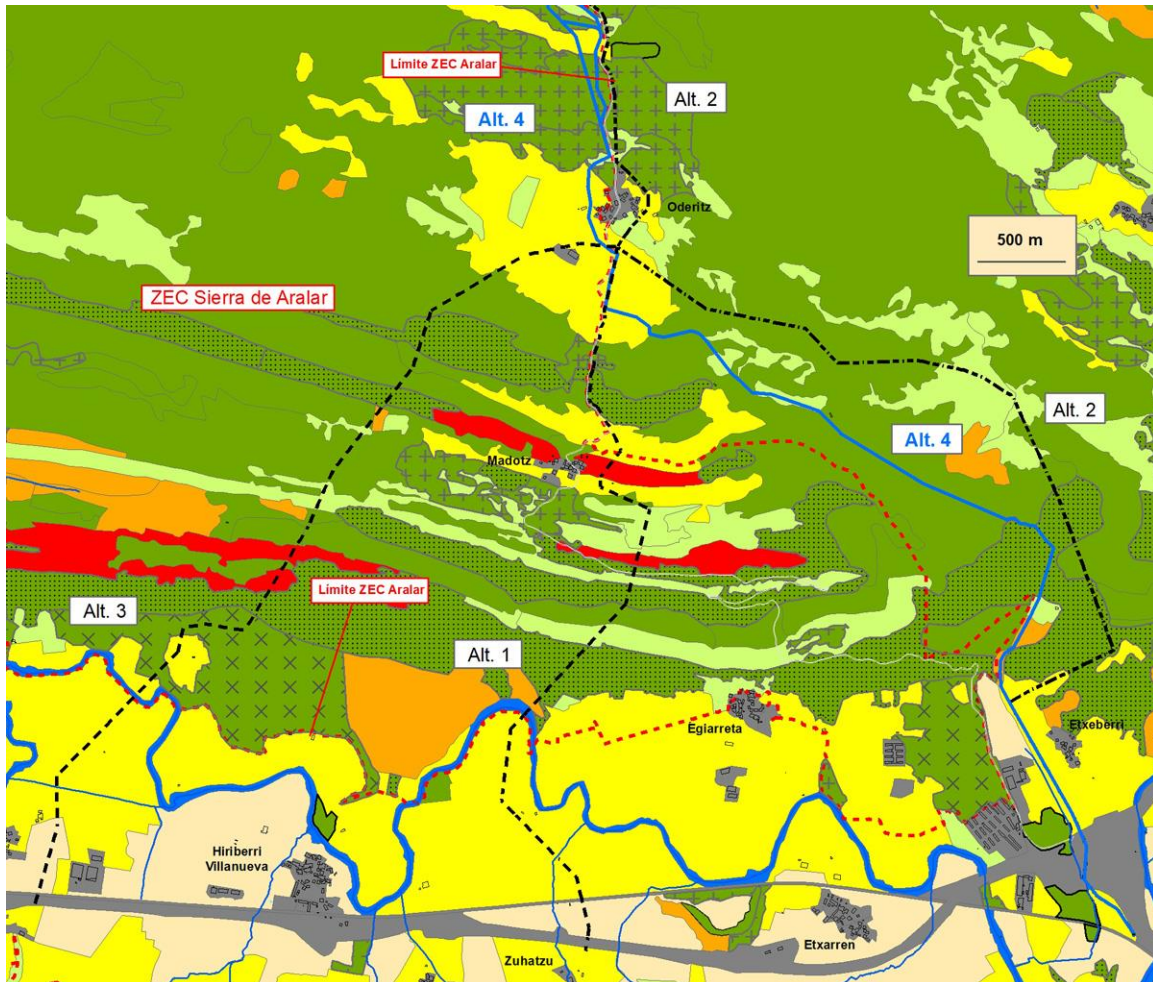 Límite ZEC Aralar
Alt. 2
Alt. 4
Oderitz
500 m
ZEC Sierra de Aralar
Alt. 2
Alt. 4
Madotz
Límite ZEC Aralar
Alt. 3
Alt. 1
Egiarreta
Etxeberri
Hiriberri
Villanueva
Etxarren
Zuhatzu